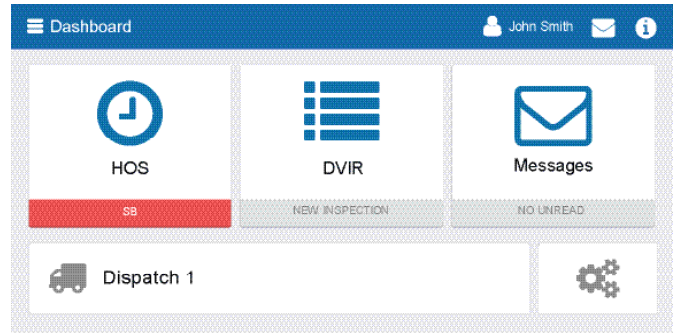 Dashboard
John Smith
HOS
DVIR
Messages
SB
NEW INSPECTION
NO UNREAD
Dispatch 1